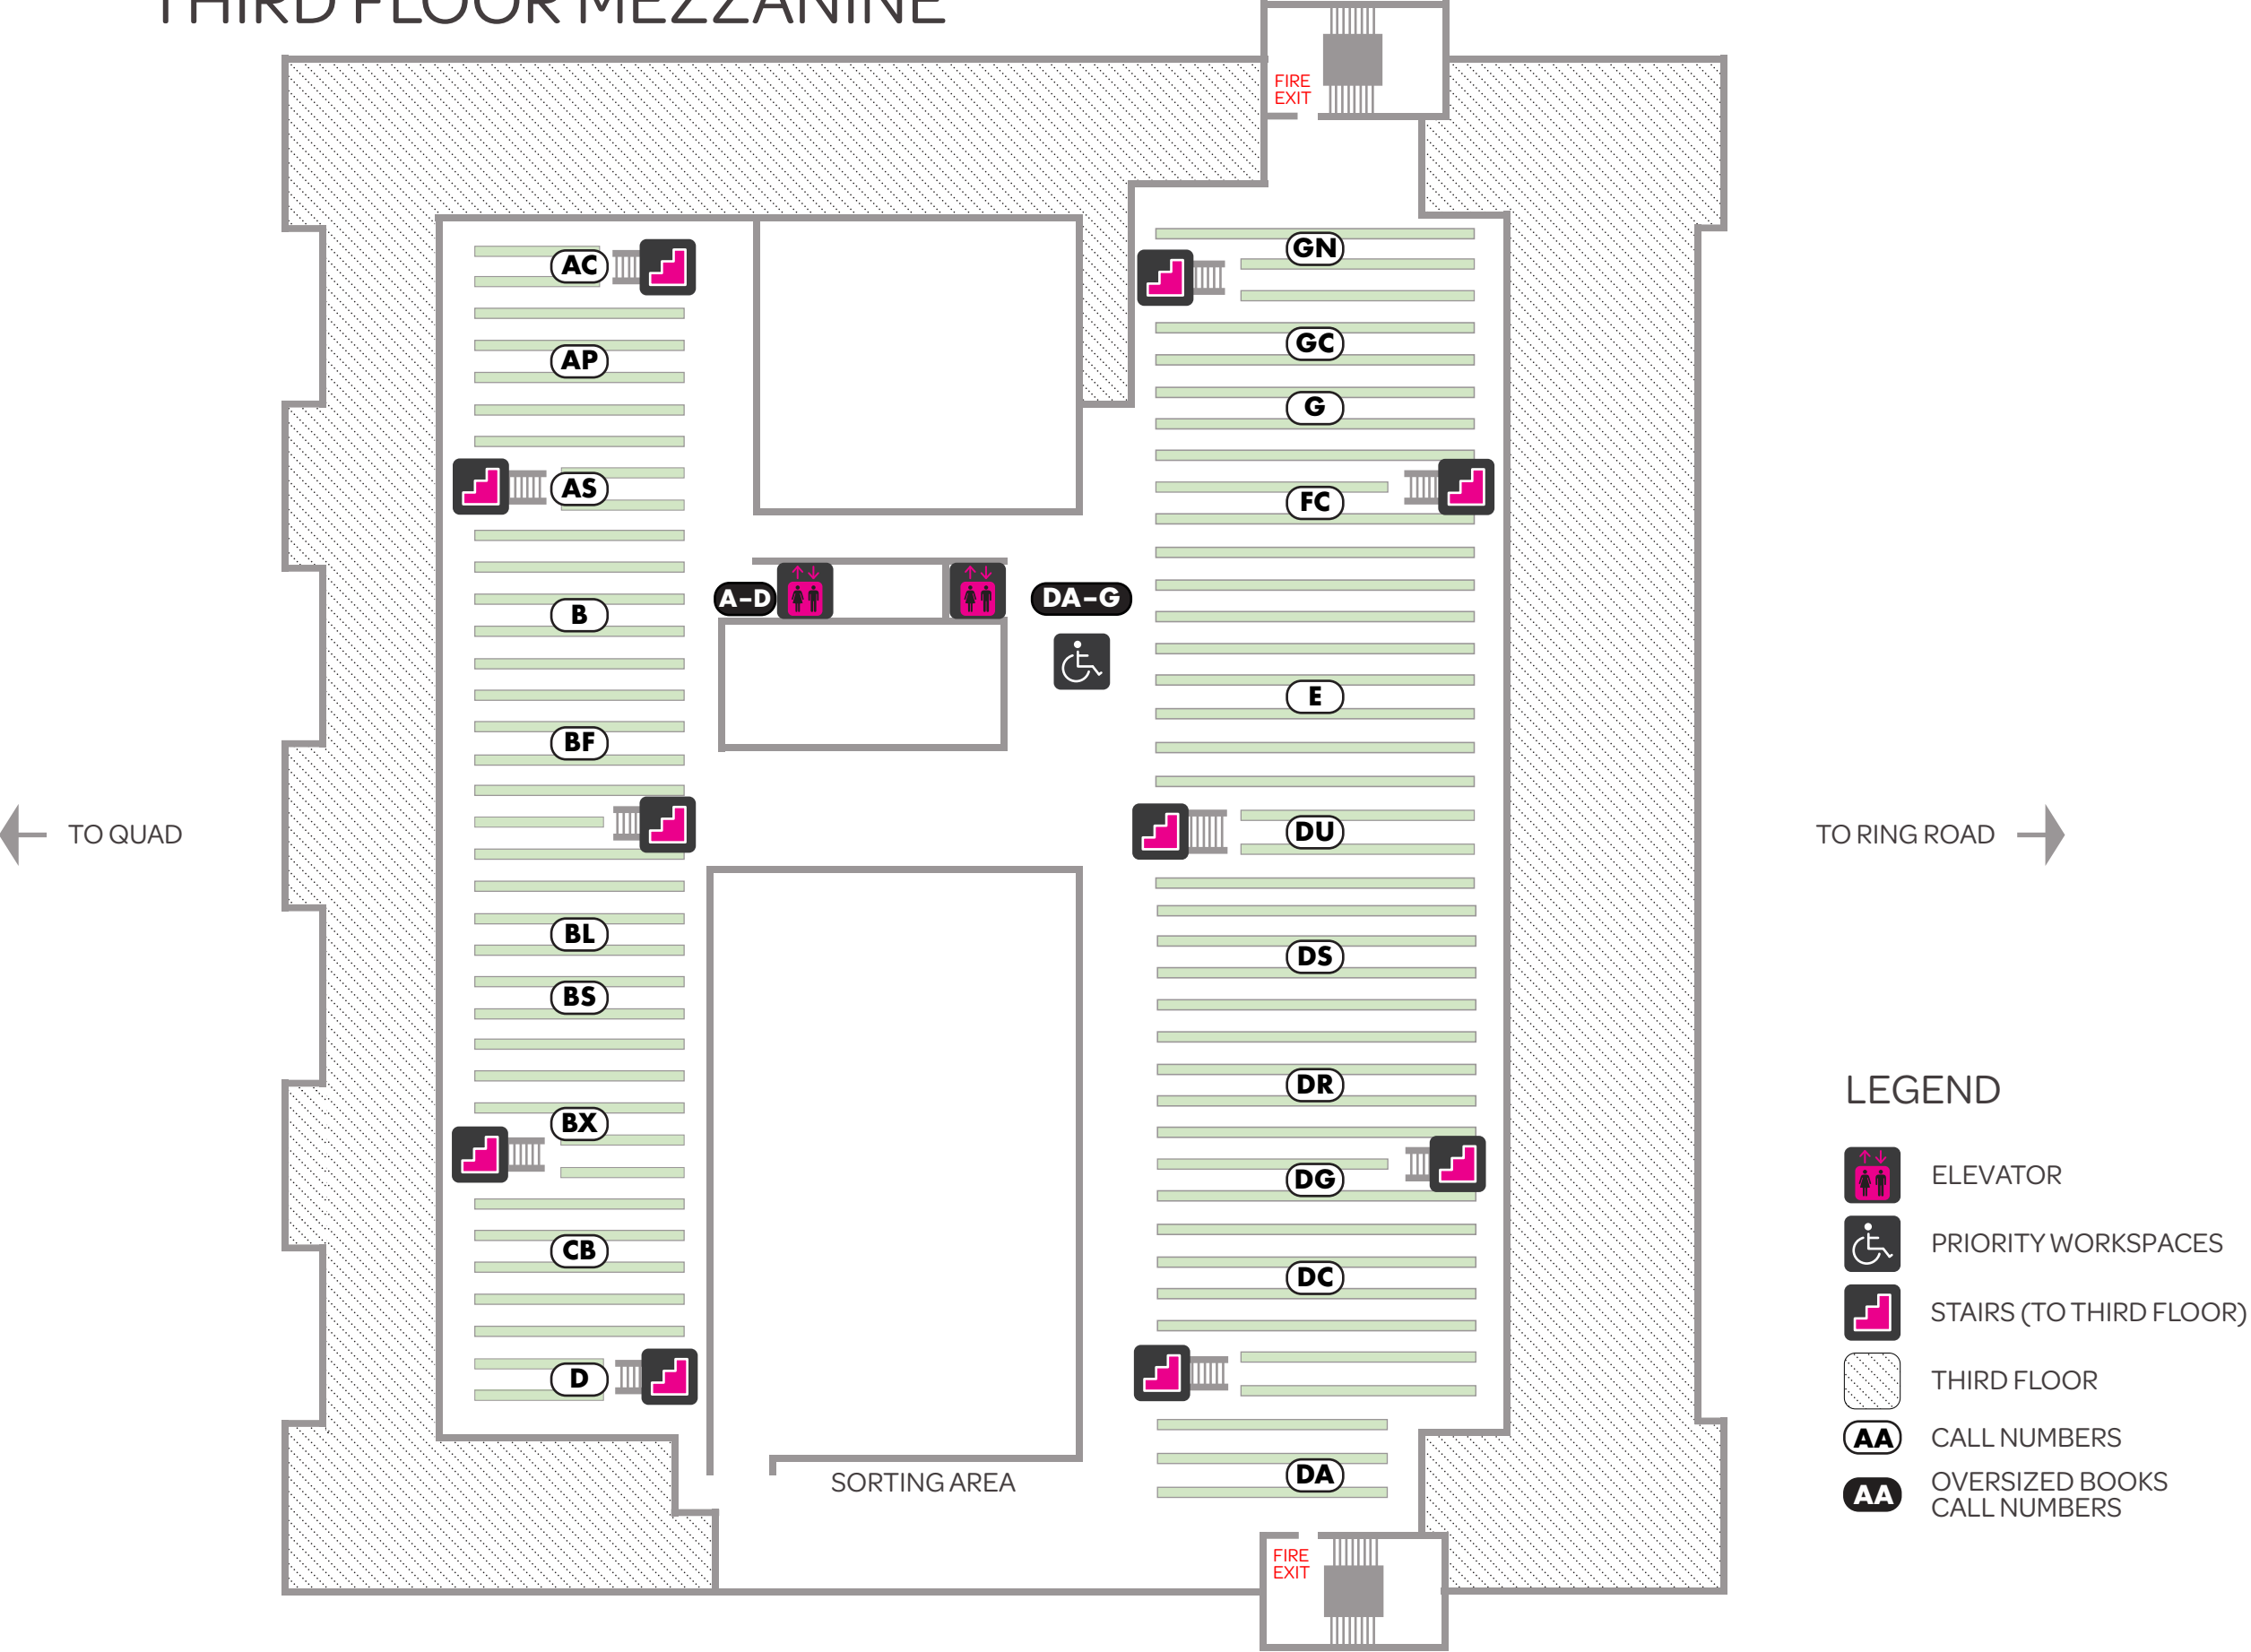 THIRD FLOOR MEZZANINE
FIRE
EXIT
AC
GN
AP
GC
G
AS
FC
A-D
DA-G
B
E
BF
TO QUAD
DU
TO RING ROAD
BL
DS
BS
DR
BX
DG
CB
DC
D
DA
SORTING AREA
FIRE
EXIT
LEGEND
ELEVATOR
PRIORITY WORKSPACES
STAIRS (TO THIRD FLOOR)
THIRD FLOOR
AA CALL NUMBERS
AA OVERSIZED BOOKS
CALL NUMBERS